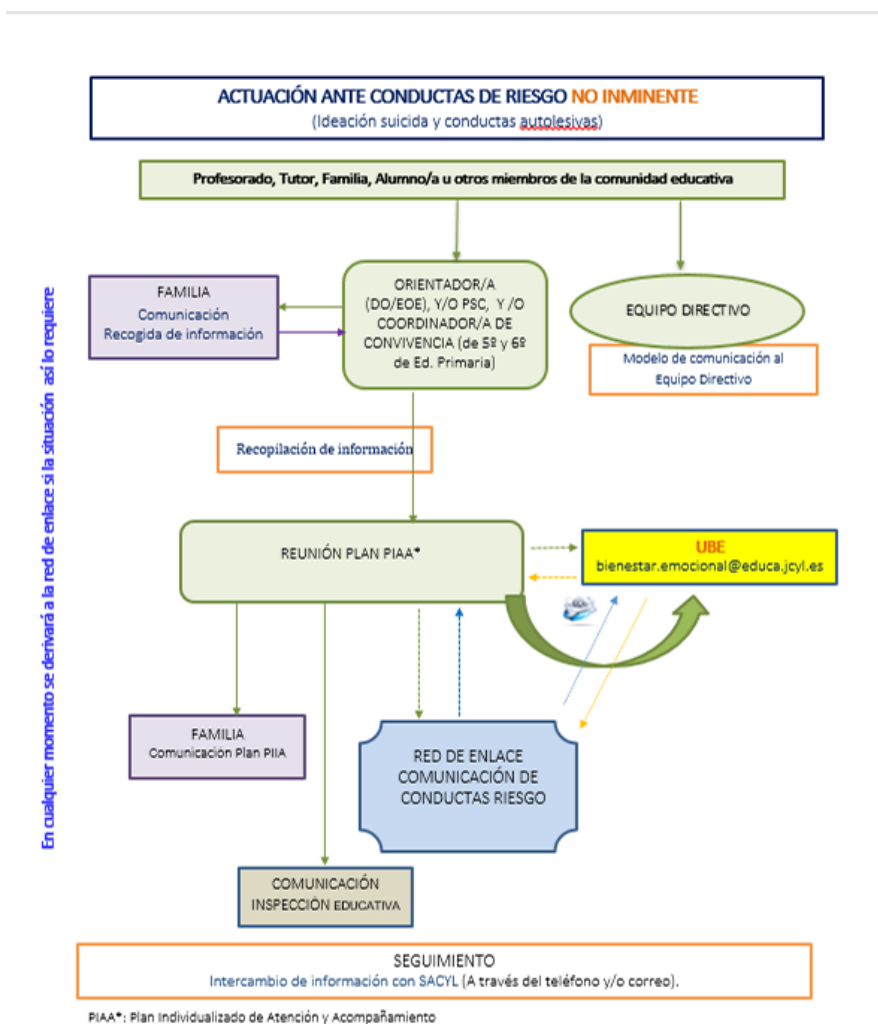 ACTUACIÓN ANTE CONDUCTAS DE RIESGO NO INMINENTE
(Ideación suicida y conductas autolesivas)
Profesorado, Tutor, Familia, Alumno/a u otros miembros de la comunidad educativa
FAMILIA
Comunicación
Recogida de información
ORIENTADOR/A
(DO/EOE), Y/O PSC, Y /O
COORDINADOR/A DE
CONVIVENCIA (de 5º y 6º
de Ed. Primaria)
EQUIPO DIRECTIVO
Modelo de comunicación al
Equipo Directivo
En cualquier momento se derivará a la red de enlace si la situación así lo requiere
Recopilación de información
REUNIÓN PLAN PIAA*
UBE
bienestar.emocional@educa.jcyl.es
FAMILIA
Comunicación Plan PIIA
RED DE ENLACE
COMUNICACIÓN DE
CONDUCTAS RIESGO
COMUNICACIÓN
INSPECCIÓN EDUCATIVA
SEGUIMIENTO
Intercambio de información con SACYL (A través del teléfono y/o correo).
PIAA*: Plan Individualizado de Atención y Acompañamiento